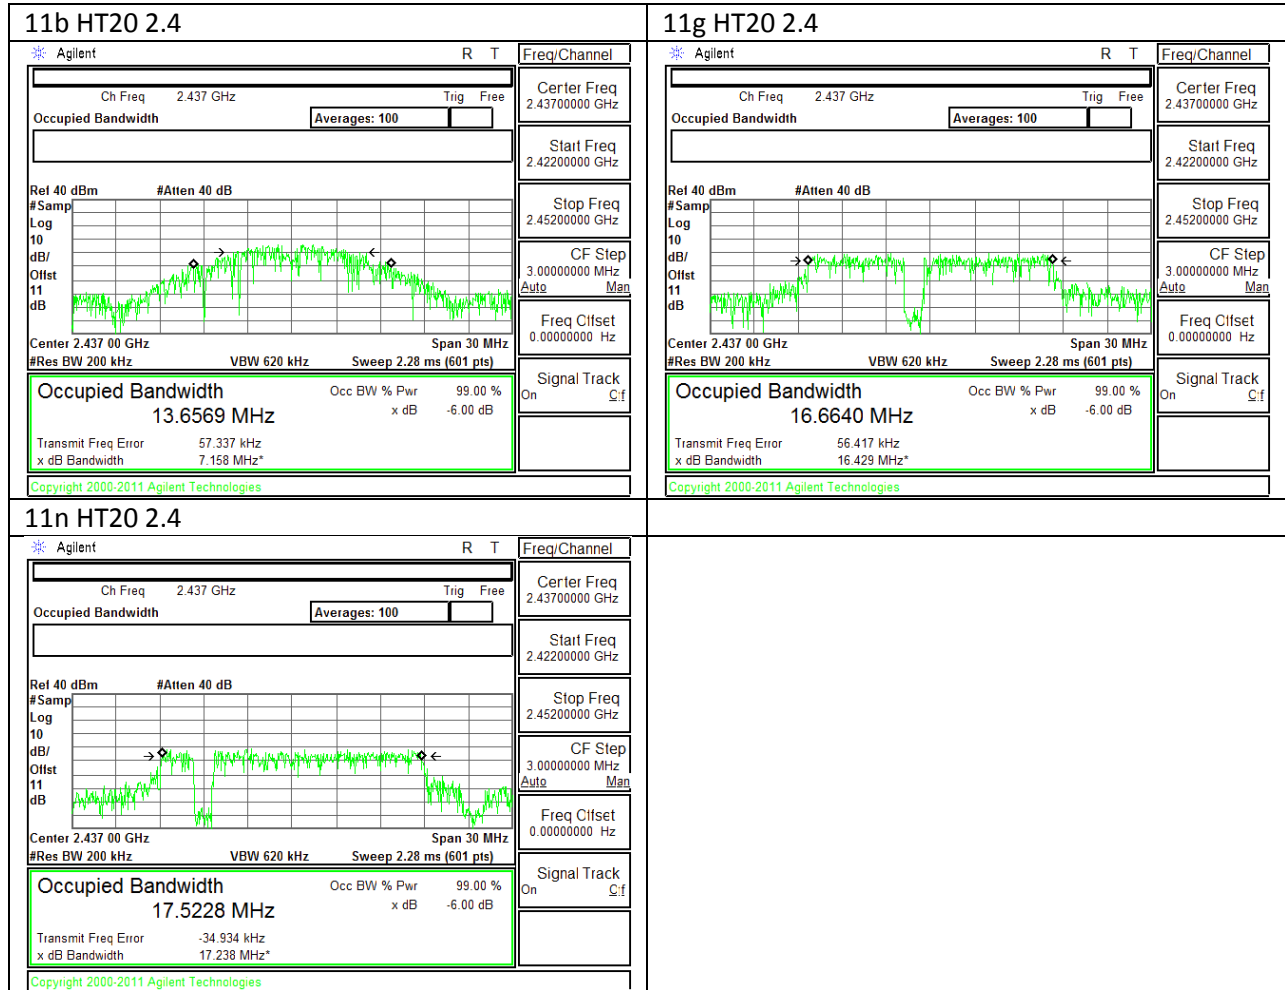 11b HT20 2.4
Agilent R T
Ch Freq 2.437 GHz Trig Free
Occupied Bandwidth Averages: 100
Ref 40 dBm #Atten 40 dB
#Samp
Log
10
dB/
Offst
11
dB
Center 2.437 00 GHz Span 30 MHz
#Res BW 200 kHz VBW 620 kHz Sweep 2.28 ms (601 pts)
Occupied Bandwidth Occ BW % Pwr 99.00 %
13.6569 MHz x dB -6.00 dB
Transmit Freq Error 57.337 kHz
x dB Bandwidth 7.158 MHz*
Copyright 2000-2011 Agilent Technologies
Freq/Channel
Center Freq
2.43700000 GHz
Start Freq
2.42200000 GHz
Stop Freq
2.45200000 GHz
CF Step
3.00000000 MHz
Auto Man
Freq Offset
0.00000000 Hz
Signal Track
On Off
11g HT20 2.4
Agilent R T
Ch Freq 2.437 GHz Trig Free
Occupied Bandwidth Averages: 100
Ref 40 dBm #Atten 40 dB
#Samp
Log
10
dB/
Offst
11
dB
Center 2.437 00 GHz Span 30 MHz
#Res BW 200 kHz VBW 620 kHz Sweep 2.28 ms (601 pts)
Occupied Bandwidth Occ BW % Pwr 99.00 %
16.6640 MHz x dB -6.00 dB
Transmit Freq Error 56.417 kHz
x dB Bandwidth 16.429 MHz*
Copyright 2000-2011 Agilent Technologies
Freq/Channel
Center Freq
2.43700000 GHz
Start Freq
2.42200000 GHz
Stop Freq
2.45200000 GHz
CF Step
3.00000000 MHz
Auto Man
Freq Offset
0.00000000 Hz
Signal Track
On Off
11n HT20 2.4
Agilent R T
Ch Freq 2.437 GHz Trig Free
Occupied Bandwidth Averages: 100
Ref 40 dBm #Atten 40 dB
#Samp
Log
10
dB/
Offst
11
dB
Center 2.437 00 GHz Span 30 MHz
#Res BW 200 kHz VBW 620 kHz Sweep 2.28 ms (601 pts)
Occupied Bandwidth Occ BW % Pwr 99.00 %
17.5228 MHz x dB -6.00 dB
Transmit Freq Error -34.934 kHz
x dB Bandwidth 17.238 MHz*
Copyright 2000-2011 Agilent Technologies
Freq/Channel
Center Freq
2.43700000 GHz
Start Freq
2.42200000 GHz
Stop Freq
2.45200000 GHz
CF Step
3.00000000 MHz
Auto Man
Freq Offset
0.00000000 Hz
Signal Track
On Off